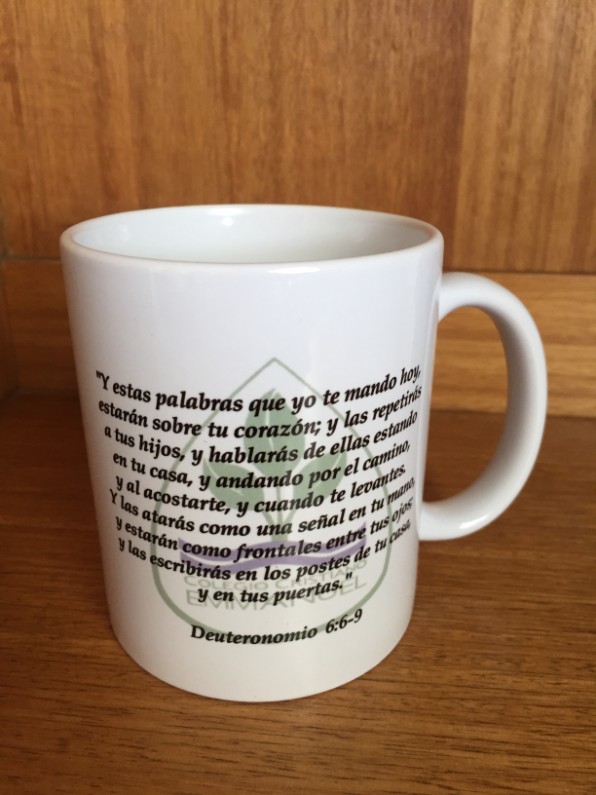 "Y estas palabras que yo te mando hoy,
estarán sobre tu corazón; y las repetirás
a tus hijos, y hablarás de ellas estando
en tu casa, y andando por el camino,
y al acostarte, y cuando te levantes.
Y las atarás como una señal en tu mano,
y estarán como frontales entre tus ojos;
y las escribirás en los postes de tu casa,
COLEGIO CRISTIANO
y en tus puertas."
EMMANUEL
Deuteronomio 6:6-9